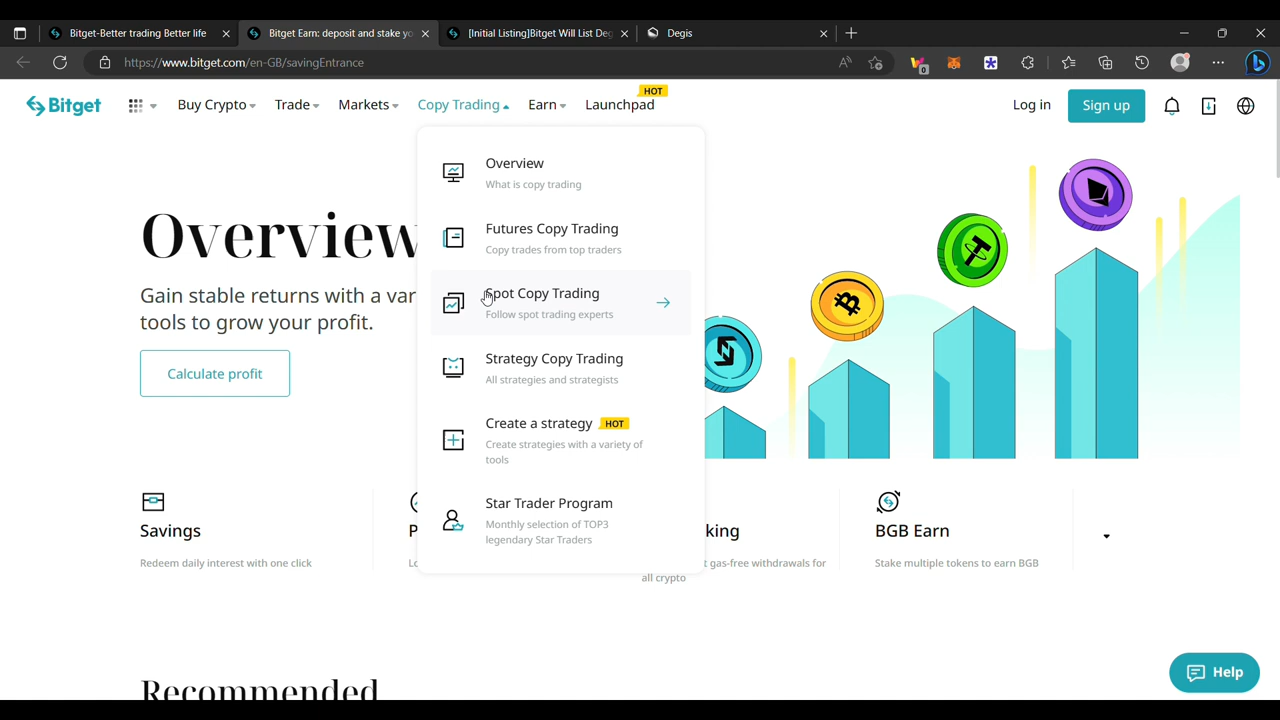 Bitget-Better trading Better life
Bitget Earn: deposit and stake yo
[Initial Listing]Bitget Will List Deg
Degis
https://www.bitget.com/en-GB/savingEntrance
0
Bitget
Buy Crypto
Trade
Markets
Copy Trading
Earn
Launchpad
HOT
Log in
Sign up
Overview
What is copy trading
Futures Copy Trading
Copy trades from top traders
Spot Copy Trading
Follow spot trading experts
Strategy Copy Trading
All strategies and strategists
Create a strategy HOT
Create strategies with a variety of
tools
Star Trader Program
Monthly selection of TOP3
legendary Star Traders
Overview
Gain stable returns with a var
tools to grow your profit.
Calculate profit
Savings
Redeem daily interest with one click
P
Lo
king
gas-free withdrawals for
all crypto
BGB Earn
Stake multiple tokens to earn BGB
Recommended
Help